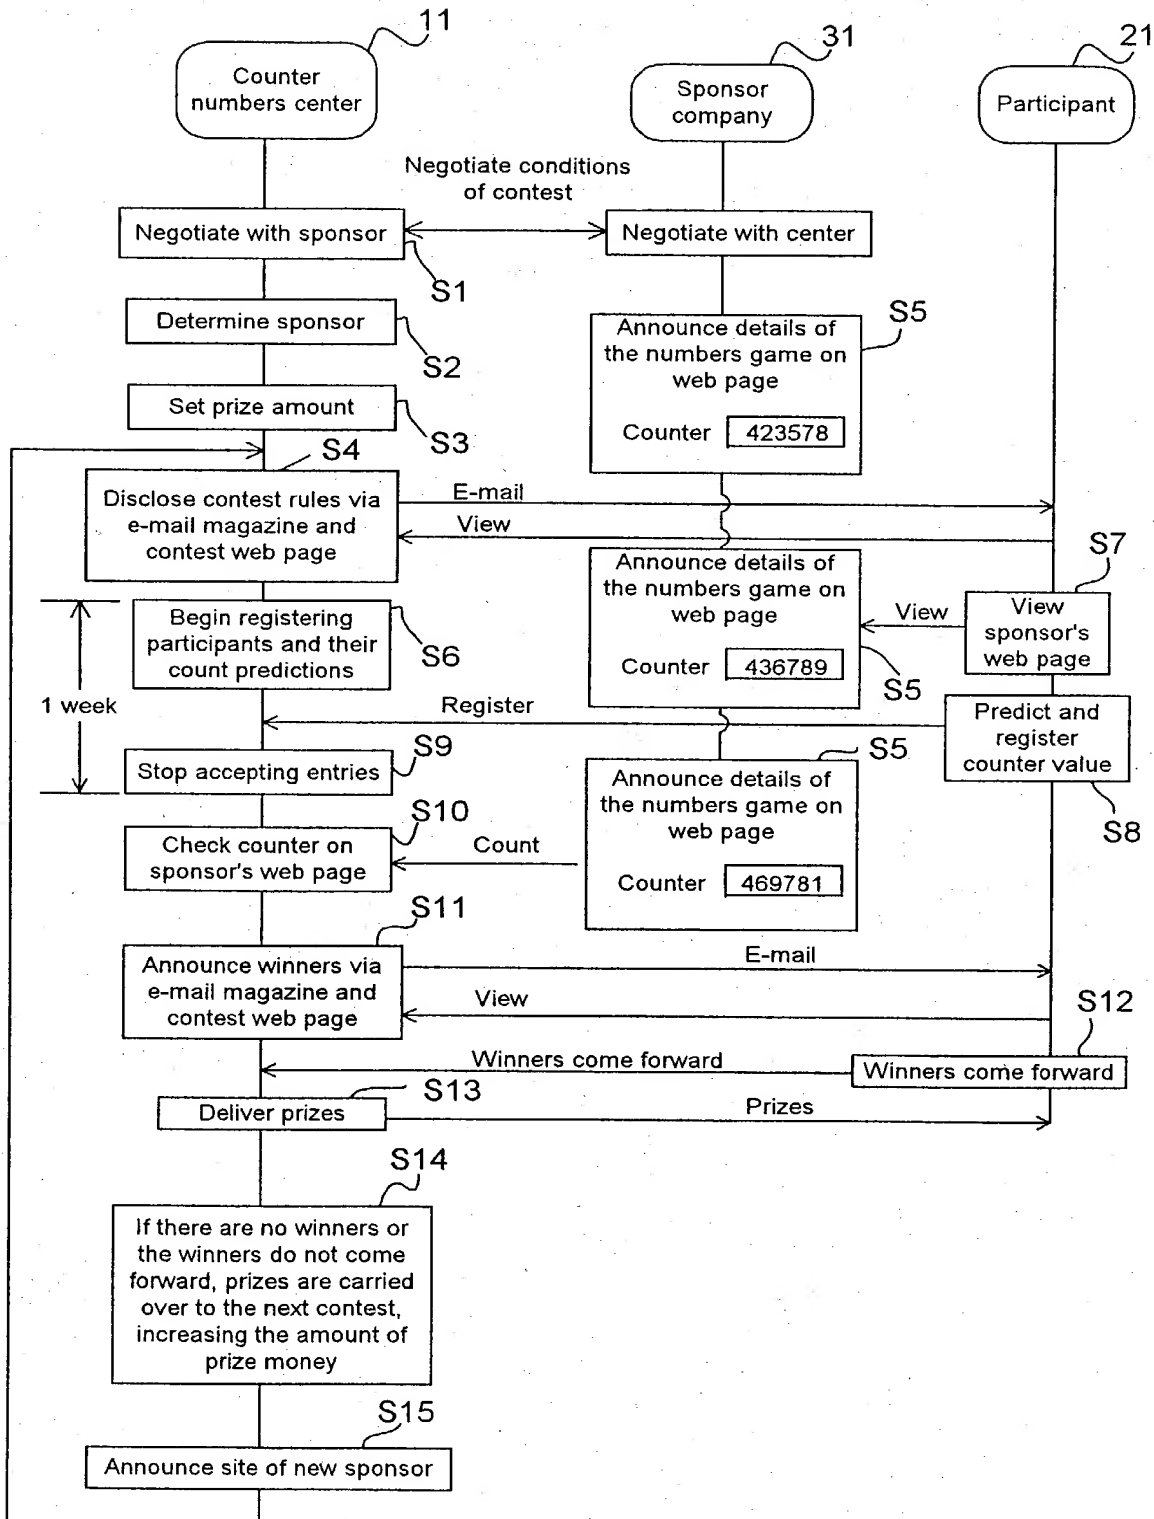 11
31
21
Counter
numbers center
Sponsor
company
Participant
Negotiate conditions
of contest
Negotiate with sponsor
Negotiate with center
S1
Determine sponsor
S2
Announce details of
the numbers game on
web page
Counter 423578
S5
Set prize amount
S3
S4
Disclose contest rules via
e-mail magazine and
contest web page
E-mail
View
Announce details of
the numbers game on
web page
Counter 436789
S5
S7
View
View
sponsor's
web page
Begin registering
participants and their
count predictions
S6
1 week
Register
Predict and
register
counter value
S8
S9
Stop accepting entries
S5
Announce details of
the numbers game on
web page
Counter 469781
S10
Check counter on
sponsor's web page
Count
S11
Announce winners via
e-mail magazine and
contest web page
E-mail
View
S12
Winners come forward
Winners come forward
S13
Deliver prizes
Prizes
S14
If there are no winners or
the winners do not come
forward, prizes are carried
over to the next contest,
increasing the amount of
prize money
S15
Announce site of new sponsor